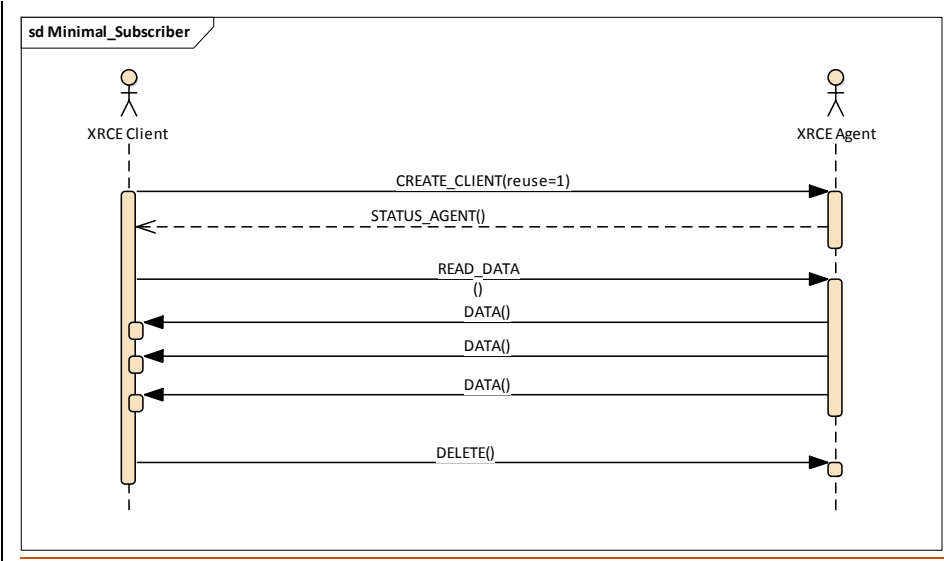 sd Minimal_Subscriber
XRCE Client
XRCE Agent
CREATE_CLIENT(reuse=1)
STATUS_AGENT()
READ_DATA
()
DATA()
DATA()
DATA()
DELETE()